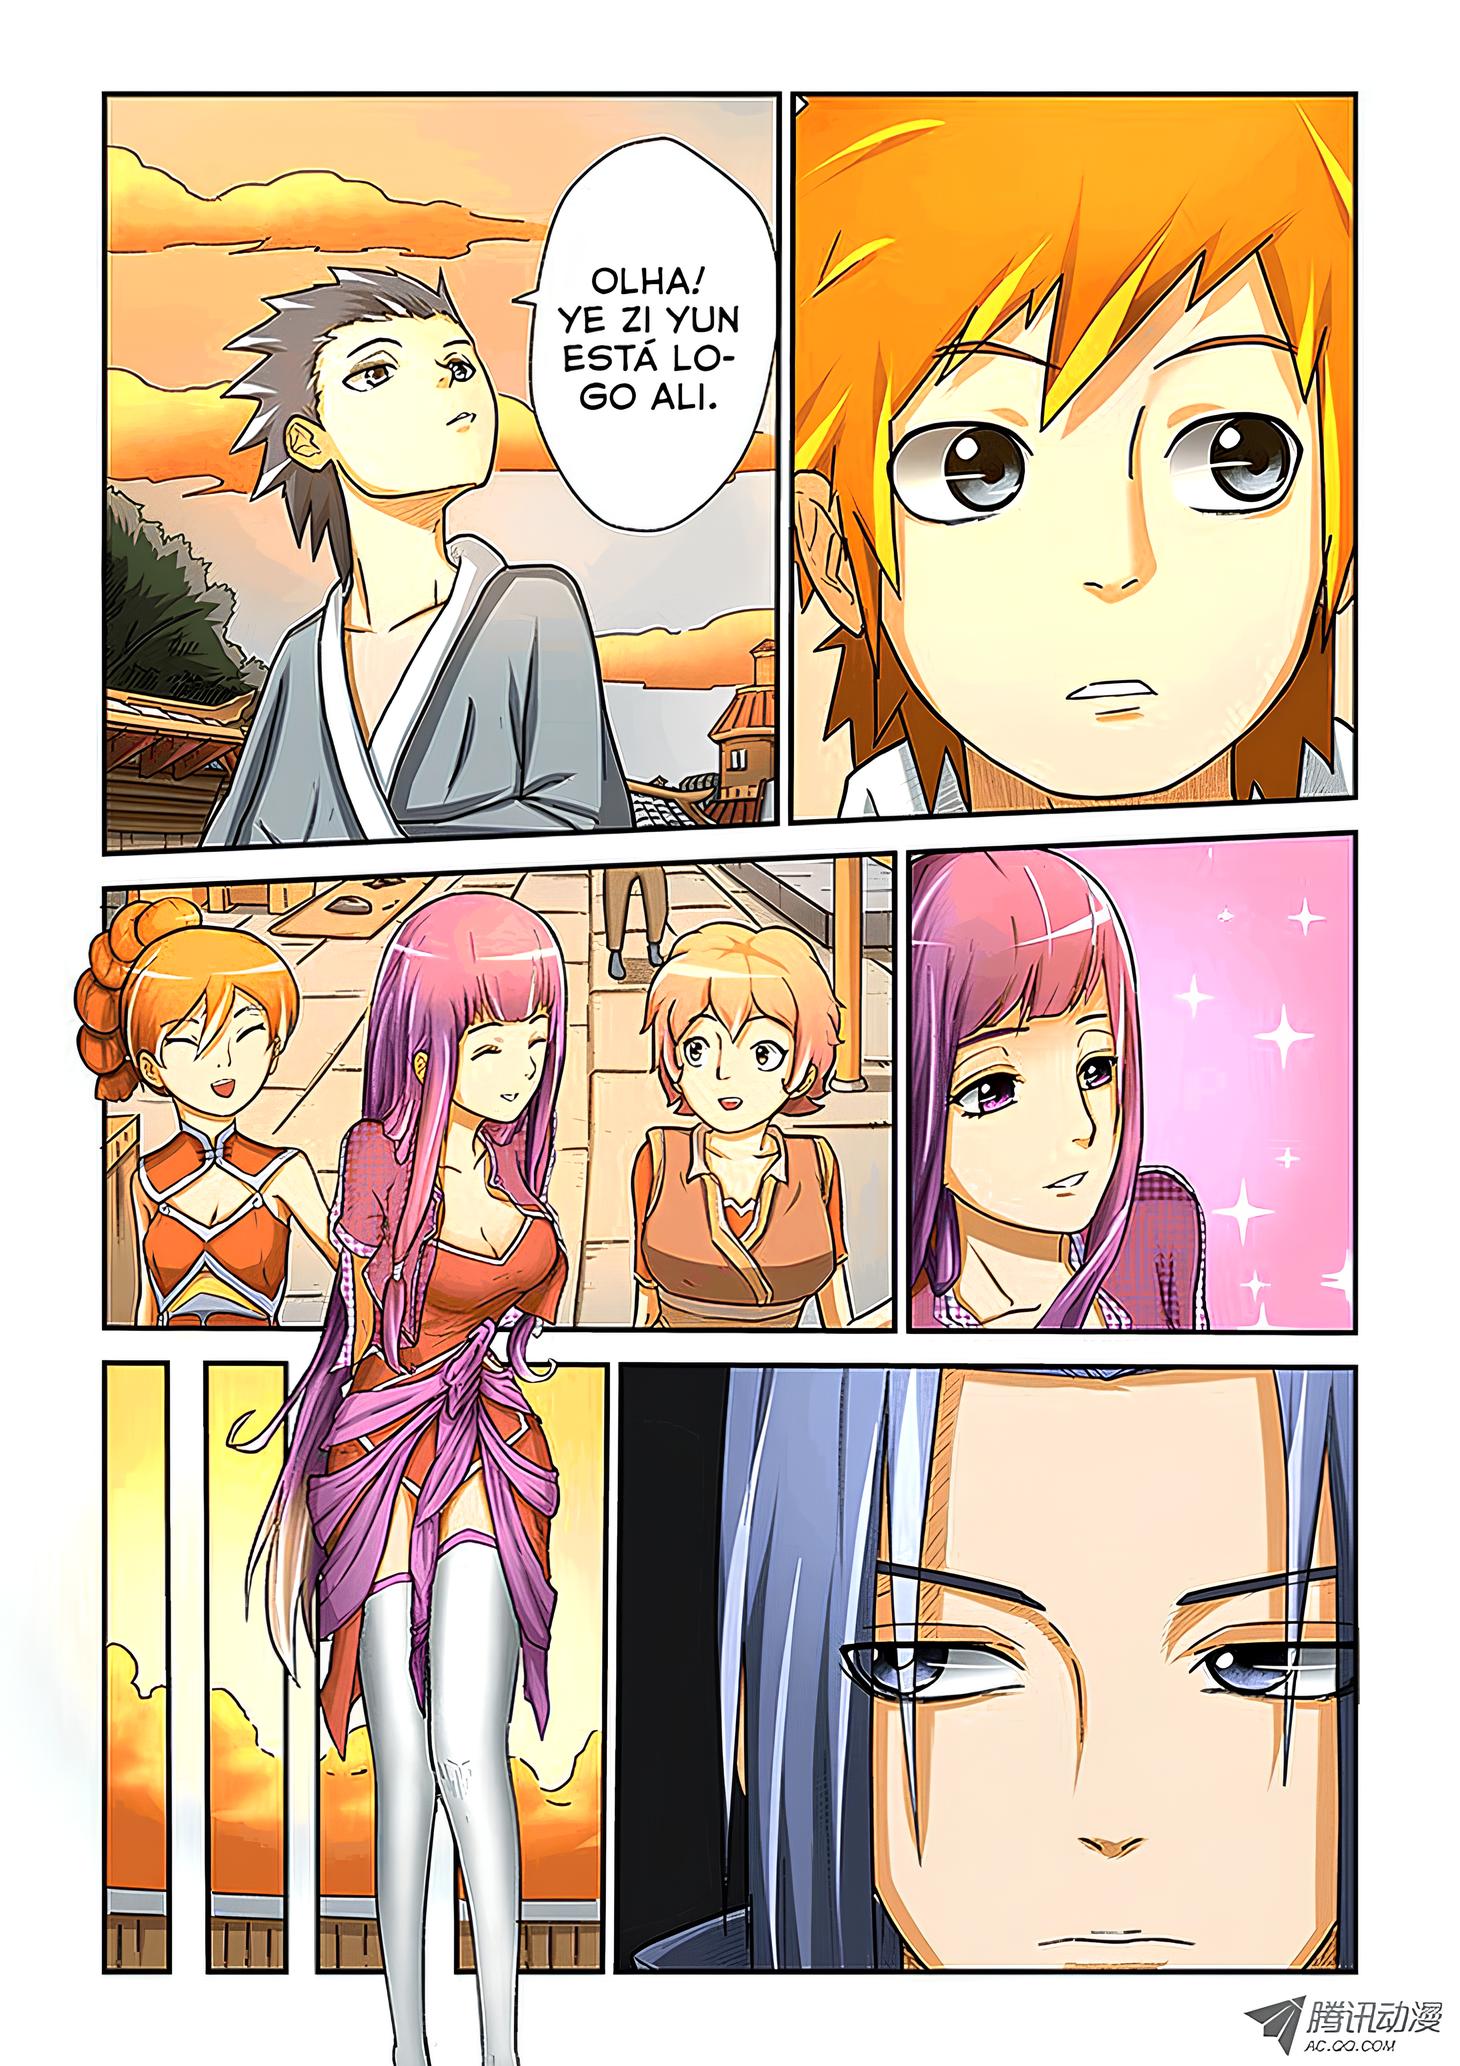 OLHA!
YE ZI YUN
ESTÁ LO-
GO ALI.
腾讯动漫
AC.QQ.COM